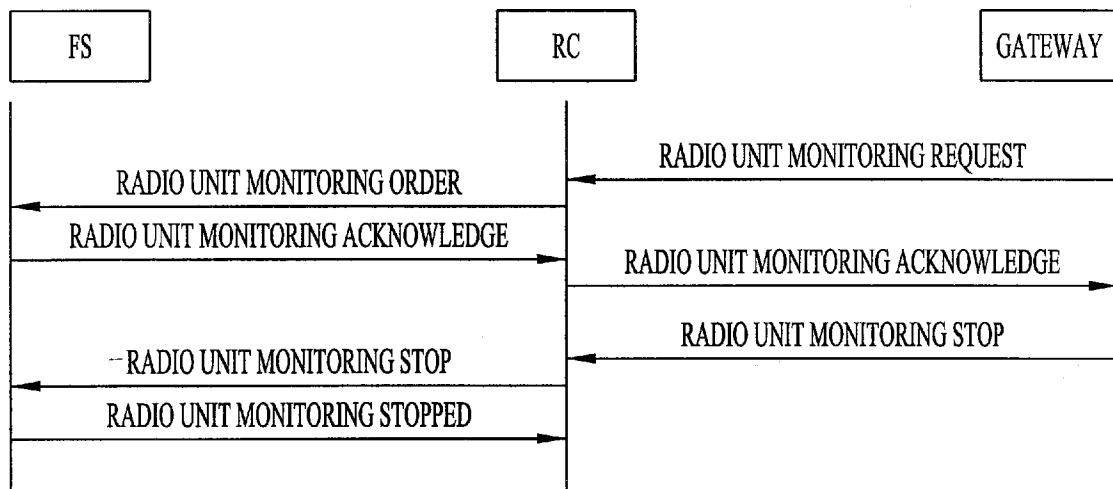 FS
RC
GATEWAY
RADIO UNIT MONITORING REQUEST
RADIO UNIT MONITORING ORDER
RADIO UNIT MONITORING ACKNOWLEDGE
RADIO UNIT MONITORING ACKNOWLEDGE
RADIO UNIT MONITORING STOP
RADIO UNIT MONITORING STOP
RADIO UNIT MONITORING STOPPED